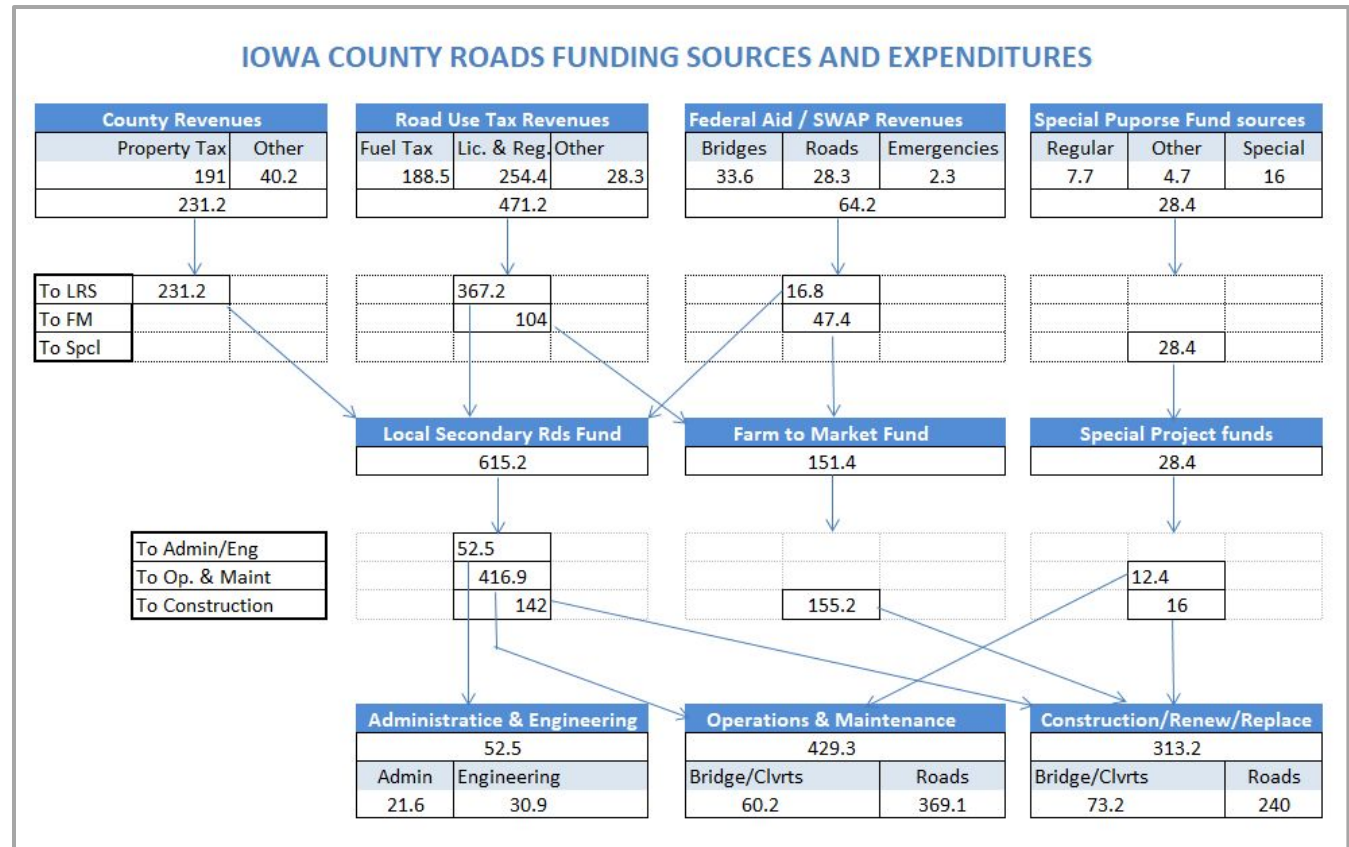 IOWA COUNTY ROADS FUNDING SOURCES AND EXPENDITURES
County Revenues Road Use Tax Revenues Federal Aid / SWAP Revenues Special Puporse Fund sources
Property Tax Other Fuel Tax Lic. & Reg. Other Bridges Roads Emergencies Regular Other Special
191 40.2 188.5 254.4 28.3 33.6 28.3 2.3 7.7 4.7 16
231.2 471.2 64.2 28.4
To LRS 231.2 367.2 16.8
To FM 104 47.4
To Spcl 28.4
Local Secondary Rds Fund Farm to Market Fund Special Project funds
615.2 151.4 28.4
To Admin/Eng 52.5
To Op. & Maint 416.9 12.4
To Construction 142 155.2 16
Administratice & Engineering Operations & Maintenance Construction/Renew/Replace
52.5 429.3 313.2
Admin Engineering Bridge/Clvrts Roads Bridge/Clvrts Roads
21.6 30.9 60.2 369.1 73.2 240